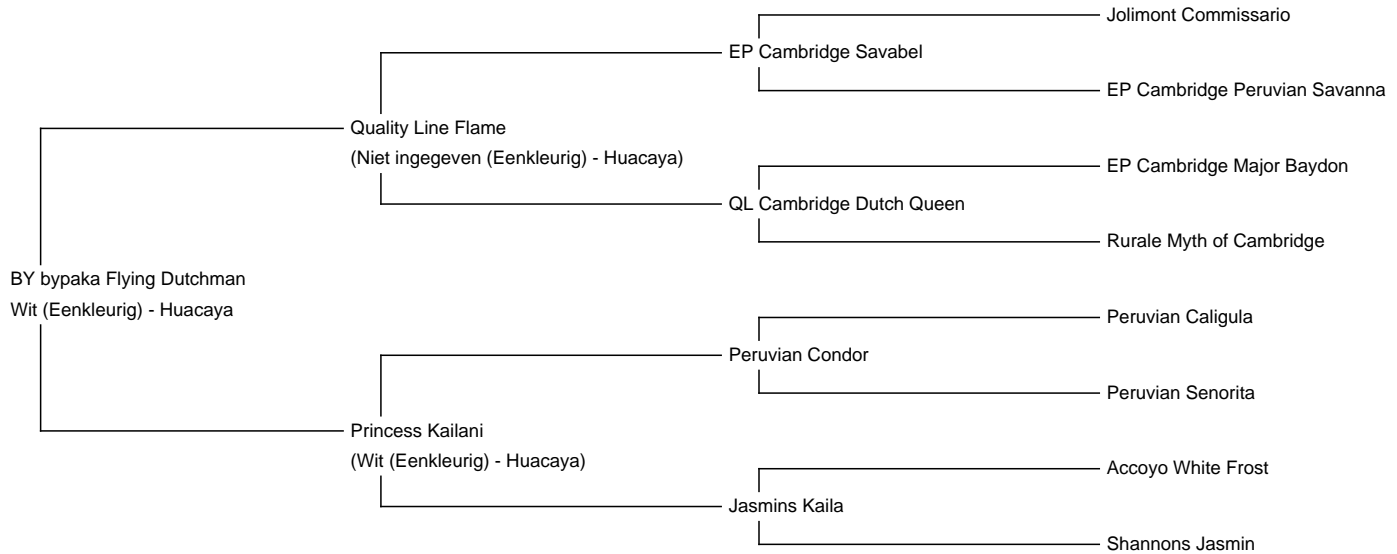 Jolimont Commissario
EP Cambridge Savabel
EP Cambridge Peruvian Savanna
Quality Line Flame
(Niet ingegeven (Eenkleurig) - Huacaya)
EP Cambridge Major Baydon
QL Cambridge Dutch Queen
Rurale Myth of Cambridge
BY bypaka Flying Dutchman
Wit (Eenkleurig) - Huacaya
Peruvian Caligula
Peruvian Condor
Peruvian Senorita
Princess Kailani
(Wit (Eenkleurig) - Huacaya)
Accoyo White Frost
Jasmins Kaila
Shannons Jasmin